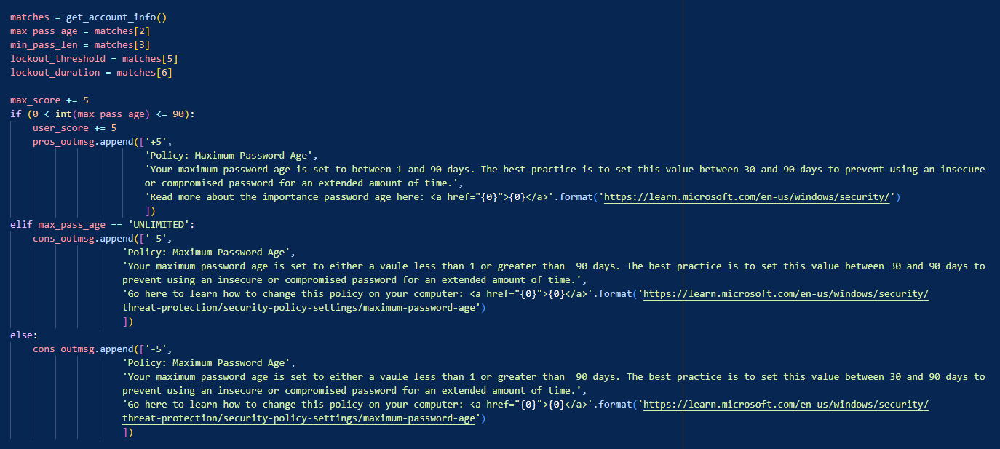 matches = get_account_info()
max_pass_age = matches[2]
min_pass_len = matches[3]
lockout_threshold = matches[5]
lockout_duration = matches[6]
max_score += 5
if (0 < int(max_pass_age) <= 90):
user_score += 5
pros_outmsg.append(['+5',
'Policy: Maximum Password Age',
'Your maximum password age is set to between 1 and 90 days. The best practice is to set this value between 30 and 90 days to prevent using an insecure
or compromised password for an extended amount of time.',
'Read more about the importance password age here: <a href="{0}">{0}</a>'.format('https://learn.microsoft.com/en-us/windows/security/')
])
elif max_pass_age == 'UNLIMITED':
cons_outmsg.append(['-5',
'Policy: Maximum Password Age',
'Your maximum password age is set to either a vaule less than 1 or greater than  90 days. The best practice is to set this value between 30 and 90 days to
prevent using an insecure or compromised password for an extended amount of time.',
'Go here to learn how to change this policy on your computer: <a href="{0}">{0}</a>'.format('https://learn.microsoft.com/en-us/windows/security/
threat-protection/security-policy-settings/maximum-password-age')
])
else:
cons_outmsg.append(['-5',
'Policy: Maximum Password Age',
'Your maximum password age is set to either a vaule less than 1 or greater than  90 days. The best practice is to set this value between 30 and 90 days to
prevent using an insecure or compromised password for an extended amount of time.',
'Go here to learn how to change this policy on your computer: <a href="{0}">{0}</a>'.format('https://learn.microsoft.com/en-us/windows/security/
threat-protection/security-policy-settings/maximum-password-age')
])